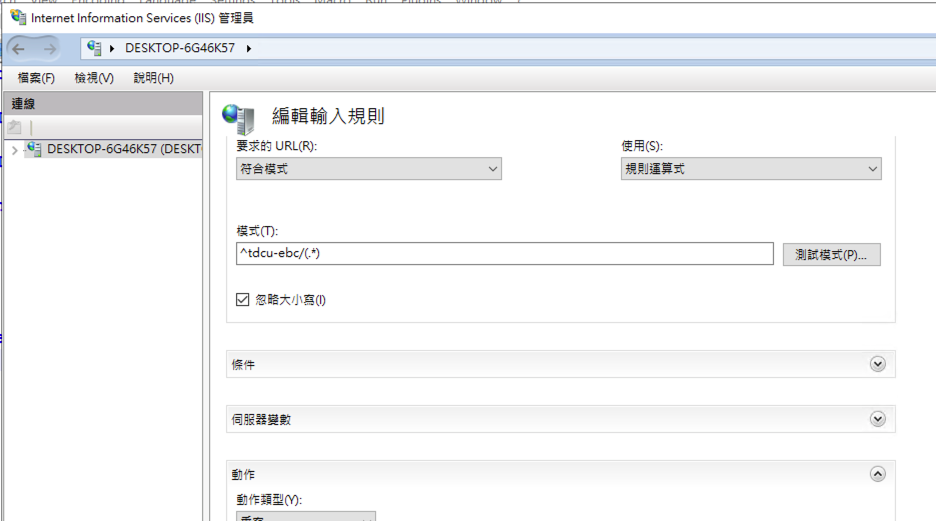 Internet Information Services (IIS) 管理員
DESKTOP-6G46K57
檔案(F) 檢視(V) 說明(H)
連線
DESKTOP-6G46K57 (DESKT
編輯輸入規則
要求的 URL(R): 使用(S):
符合模式 規則運算式
模式(T):
^tdcu-ebc/(.*) 測試模式(P)...
忽略大小寫(I)
條件
伺服器變數
動作
動作類型(Y):